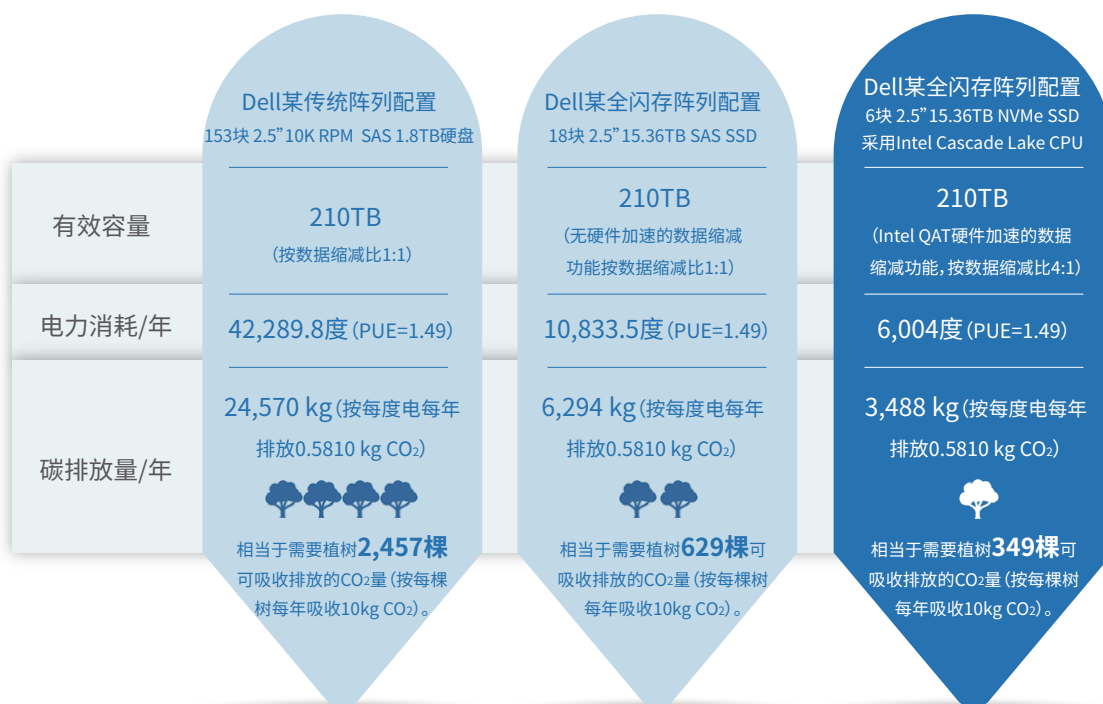 Dell某传统阵列配置
153块 2.5”10K RPM SAS 1.8TB硬盘
Dell某全闪存阵列配置
18块 2.5”15.36TB SAS SSD
Dell某全闪存阵列配置
6块 2.5”15.36TB NVMe SSD
采用Intel Cascade Lake CPU
有效容量
210TB
（按数据缩减比1:1）
210TB
（无硬件加速的数据缩减
功能按数据缩减比1:1）
210TB
（Intel QAT硬件加速的数据
缩减功能，按数据缩减比4:1）
电力消耗/年
42,289.8度（PUE=1.49）
10,833.5度（PUE=1.49）
6,004度（PUE=1.49）
碳排放量/年
24,570 kg（按每度电每年
排放0.5810 kg CO₂）
相当于需要植树2,457棵
可吸收排放的CO₂量（按每棵
树每年吸收10kg CO₂）。
6,294 kg（按每度电每年
排放0.5810 kg CO₂）
相当于需要植树629棵可
吸收排放的CO₂量（按每棵树
每年吸收10kg CO₂）。
3,488 kg（按每度电每年
排放0.5810 kg CO₂）
相当于需要植树349棵可
吸收排放的CO₂量（按每棵树
每年吸收10kg CO₂）。